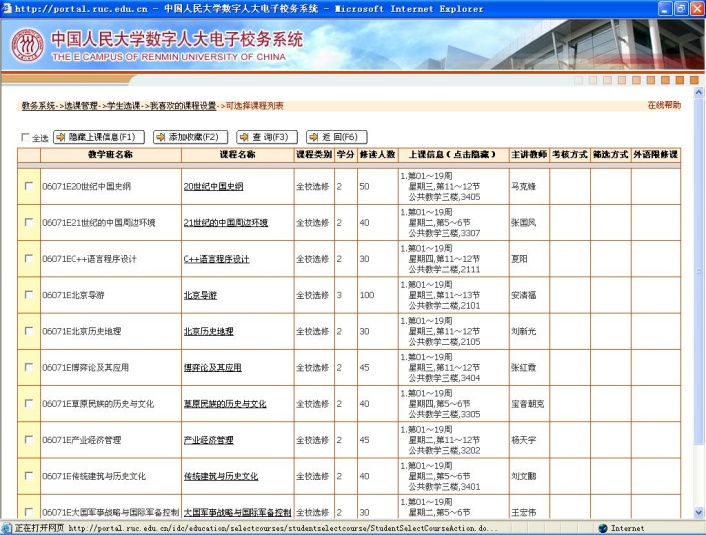 http://portal.ruc.edu.cn - 中国人民大学数字人大电子校务系统 - Microsoft Internet Explorer
中国人民大学数字人大电子校务系统
THE E CAMPUS OF RENMIN UNIVERSITY OF CHINA
教务系统->选课管理->学生选课->我喜欢的课程设置->可选择课程列表 在线帮助
全选 隐藏上课信息(F1) 添加收藏(F2) 查 询(F3) 返 回(F6)
教学班名称 课程名称 课程类别 学分 修读人数 上课信息（点击隐藏） 主讲教师 考核方式 筛选方式 外语限修课
1.第01～19周
06071E20世纪中国史纲 20世纪中国史纲 全校选修 2 50 星期三,第11～12节 马克锋
公共教学三楼,3405
1.第01～19周
06071E21世纪的中国周边环境 21世纪的中国周边环境 全校选修 2 40 星期二,第5～6节 张国凤
公共教学三楼,3307
1.第01～19周
06071EC++语言程序设计 C++语言程序设计 全校选修 2 30 星期四,第11～12节 夏阳
公共教学二楼,2111
1.第01～19周
06071E北京导游 北京导游 全校选修 3 100 星期三,第11～13节 安清福
公共教学二楼,2101
1.第01～19周
06071E北京历史地理 北京历史地理 全校选修 2 30 星期三,第11～12节 刘新光
公共教学二楼,2105
1.第01～19周
06071E博弈论及其应用 博弈论及其应用 全校选修 2 45 星期三,第11～12节 张红霞
公共教学三楼,3404
1.第01～19周
06071E草原民族的历史与文化 草原民族的历史与文化 全校选修 2 40 星期四,第5～6节 宝音朝克
公共教学三楼,3305
1.第01～19周
06071E产业经济管理 产业经济管理 全校选修 2 45 星期二,第11～12节 杨天宇
公共教学三楼,3202
1.第01～19周
06071E传统建筑与历史文化 传统建筑与历史文化 全校选修 2 40 星期二,第5～6节 刘文鹏
公共教学三楼,3401
1.第01～19周
06071E大国军事战略与国际军备控制 大国军事战略与国际军备控制 全校选修 2 30 星期二,第5～6节 王宏伟
正在打开网页 http://portal.ruc.edu.cn/idc/education/selectcourses/studentselectcourse/StudentSelectCourseAction.do... Internet